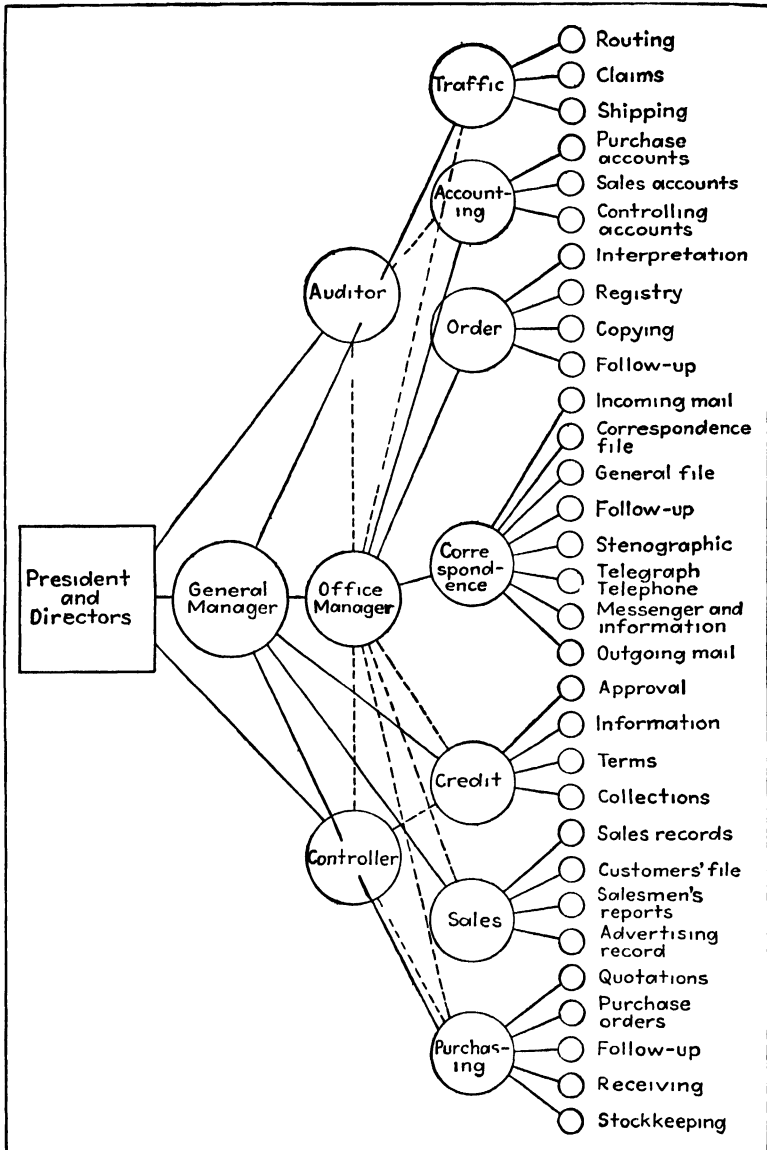 President
and
Directors
General
Manager
Auditor
Office
Manager
Controller
Traffic
Routing
Claims
Shipping
Account-
ing
Purchase
accounts
Sales accounts
Controlling
accounts
Order
Interpretation
Registry
Copying
Follow-up
Corre
spond-
ence
Incoming mail
Correspondence
file
General file
Follow-up
Stenographic
Telegraph
Telephone
Messenger and
information
Outgoing mail
Credit
Approval
Information
Terms
Collections
Sales
Sales records
Customers' file
Salesmen's
reports
Advertising
record
Purchas-
ing
Quotations
Purchase
orders
Follow-up
Receiving
Stockkeeping